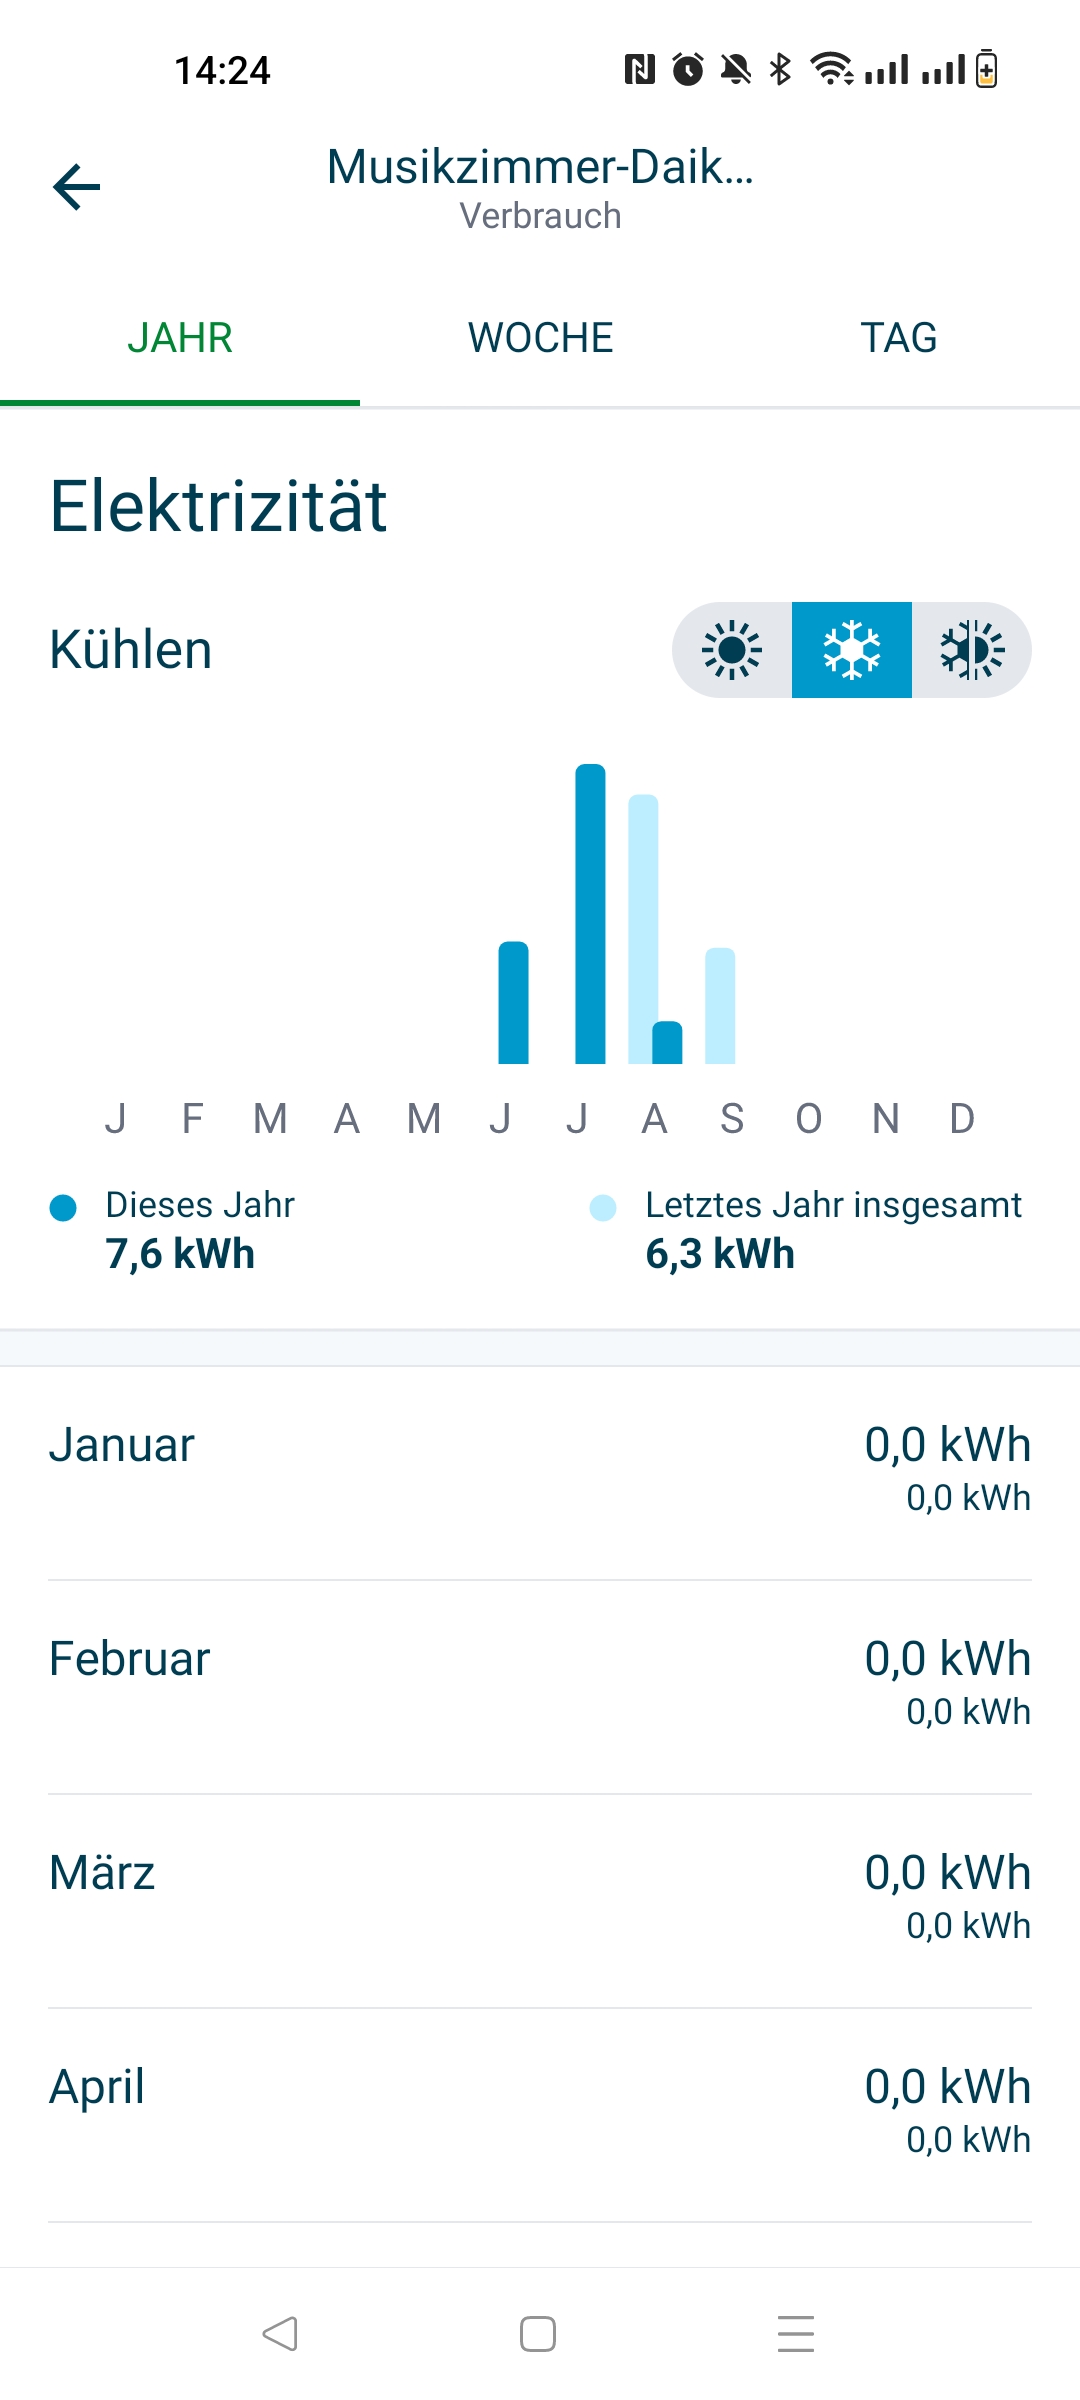 14:24
Musikzimmer-Daik...
Verbrauch
JAHR WOCHE TAG
Elektrizität
Kühlen
J F M A M J J A S O N D
Dieses Jahr Letztes Jahr insgesamt
7,6 kWh 6,3 kWh
Januar 0,0 kWh
0,0 kWh
Februar 0,0 kWh
0,0 kWh
März 0,0 kWh
0,0 kWh
April 0,0 kWh
0,0 kWh